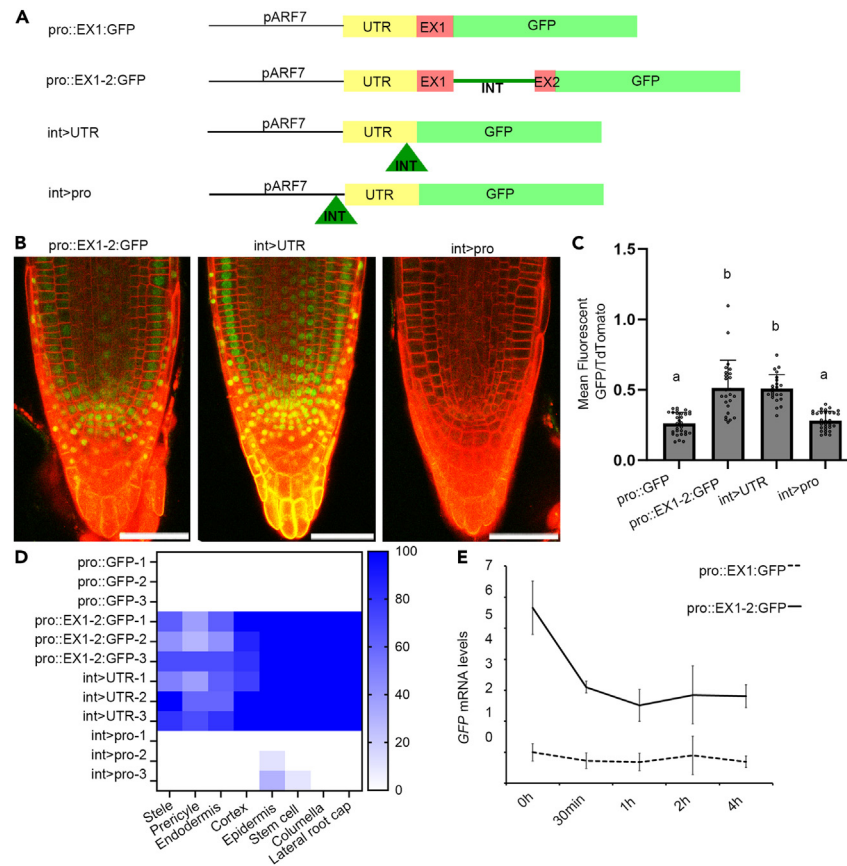 A
pro::EX1:GFP
pARF7
UTR
EX1
GFP
pro::EX1-2:GFP
pARF7
UTR
EX1
INT
EX2
GFP
int>UTR
pARF7
UTR
GFP
INT
int>pro
pARF7
UTR
GFP
INT
B
pro::EX1-2:GFP
int>UTR
int>pro
C
Mean Fluorescent
GFP/TdTomato
1.5
1.0
0.5
0.0
a
b
b
a
pro::GFP
pro::EX1-2:GFP
int>UTR
int>pro
D
pro::GFP-1
pro::GFP-2
pro::GFP-3
pro::EX1-2:GFP-1
pro::EX1-2:GFP-2
pro::EX1-2:GFP-3
int>UTR-1
int>UTR-2
int>UTR-3
int>pro-1
int>pro-2
int>pro-3
Stele
Prericycle
Endodermis
Cortex
Epidermis
Stem cell
Columella
Lateral root cap
100
80
60
40
20
0
E
GFP mRNA levels
7
6
5
4
3
2
1
0
pro::EX1:GFP
pro::EX1-2:GFP
0h
30min
1h
2h
4h